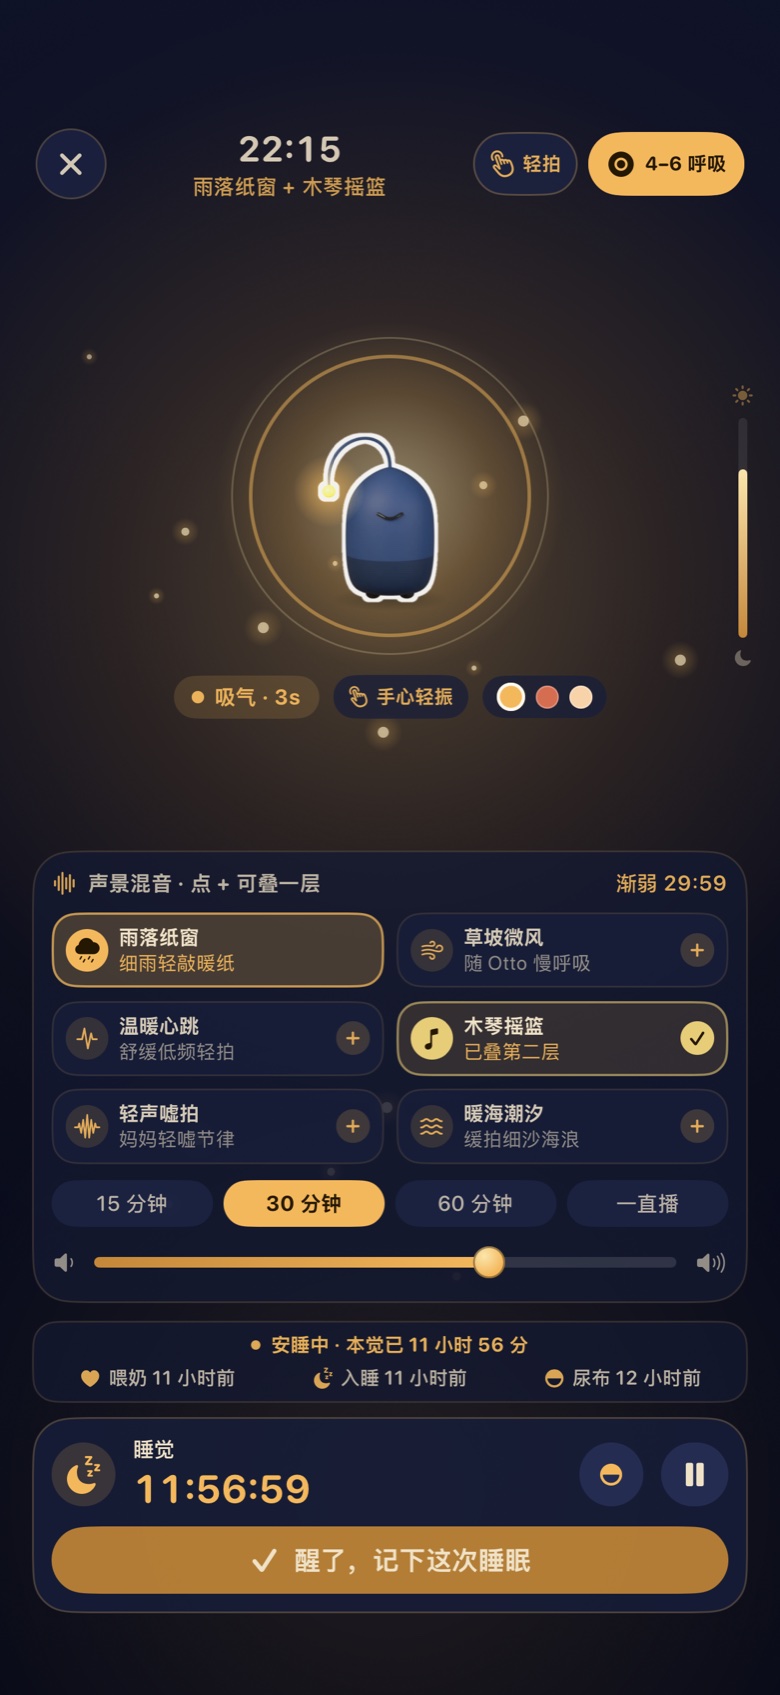 22:15
雨落纸窗 + 木琴摇篮
轻拍
4–6 呼吸
吸气 · 3s
手心轻振
声景混音 · 点 + 可叠一层
渐弱 29:59
雨落纸窗
细雨轻敲暖纸
草坡微风
随 Otto 慢呼吸
温暖心跳
舒缓低频轻拍
木琴摇篮
已叠第二层
轻声嘘拍
妈妈轻嘘节律
暖海潮汐
缓拍细沙海浪
15 分钟
30 分钟
60 分钟
一直播
安睡中 · 本觉已 11 小时 56 分
喂奶 11 小时前
入睡 11 小时前
尿布 12 小时前
睡觉
11:56:59
醒了，记下这次睡眠